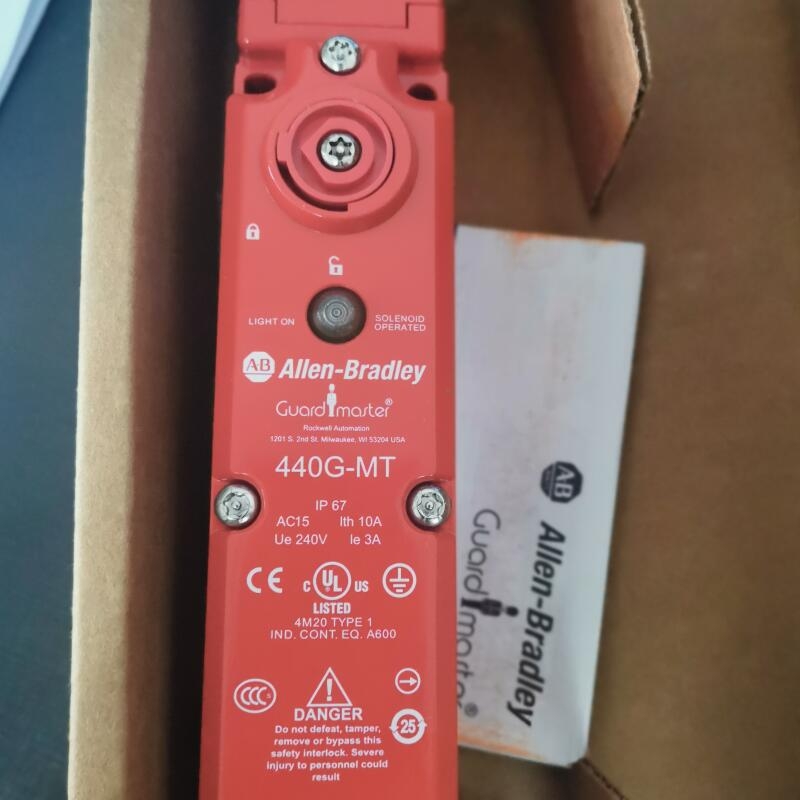 LIGHT ON
SOLENOID
OPERATED
AB Allen-Bradley
Guardmaster®
Rockwell Automation
1201 S. 2nd St. Milwaukee, WI 53204 USA
440G-MT
IP 67
AC15 Ith 10A
Ue 240V Ie 3A
CE C UL US
LISTED
4M20 TYPE 1
IND. CONT. EQ. A600
CCC S
DANGER
25
Do not defeat, tamper,
remove or bypass this
safety interlock. Severe
injury to personnel could
result
AB Allen-Bradley
Guardmaster®